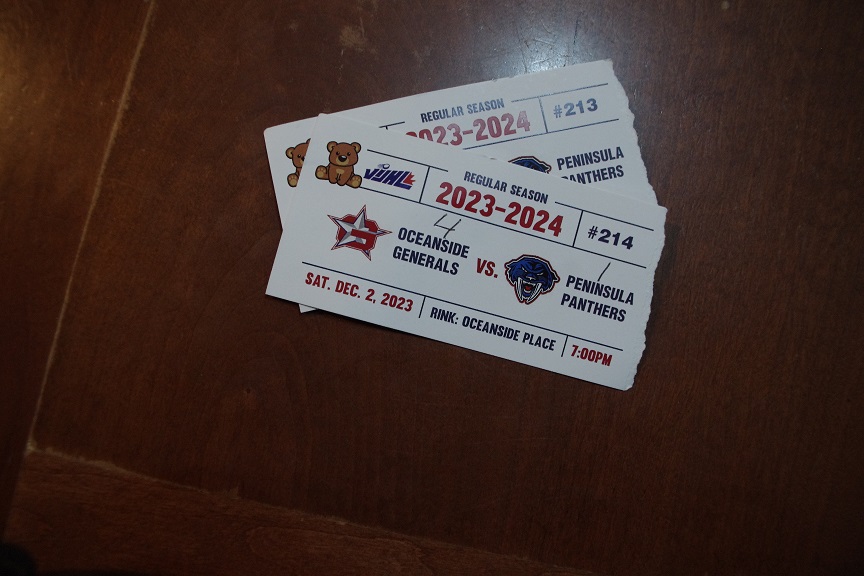 REGULAR SEASON
2023-2024
#213
PENINSULA
PANTHERS
VIJHL
REGULAR SEASON
2023-2024
#214
4
OCEANSIDE
GENERALS
VS.
1
PENINSULA
PANTHERS
SAT. DEC. 2, 2023
RINK: OCEANSIDE PLACE
7:00PM